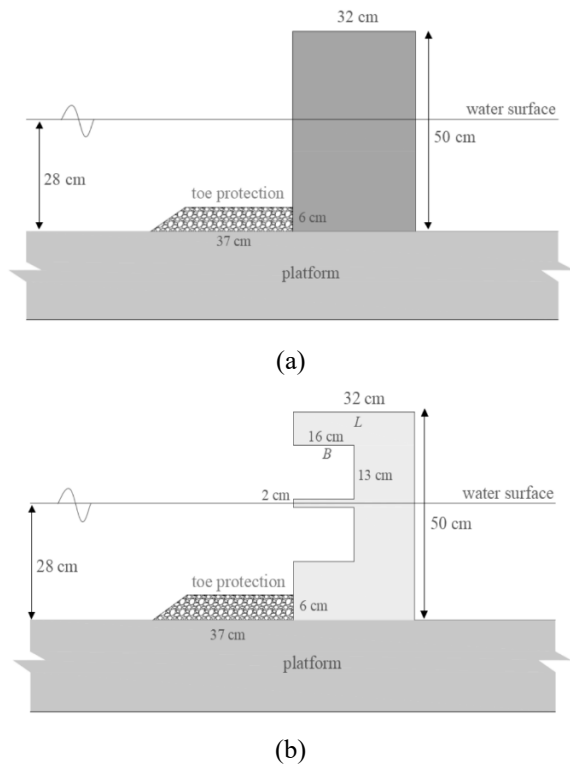 32 cm
water surface
50 cm
28 cm
toe protection
6 cm
37 cm
platform
(a)
32 cm
L
16 cm
B
13 cm
2 cm
water surface
50 cm
28 cm
toe protection
6 cm
37 cm
platform
(b)